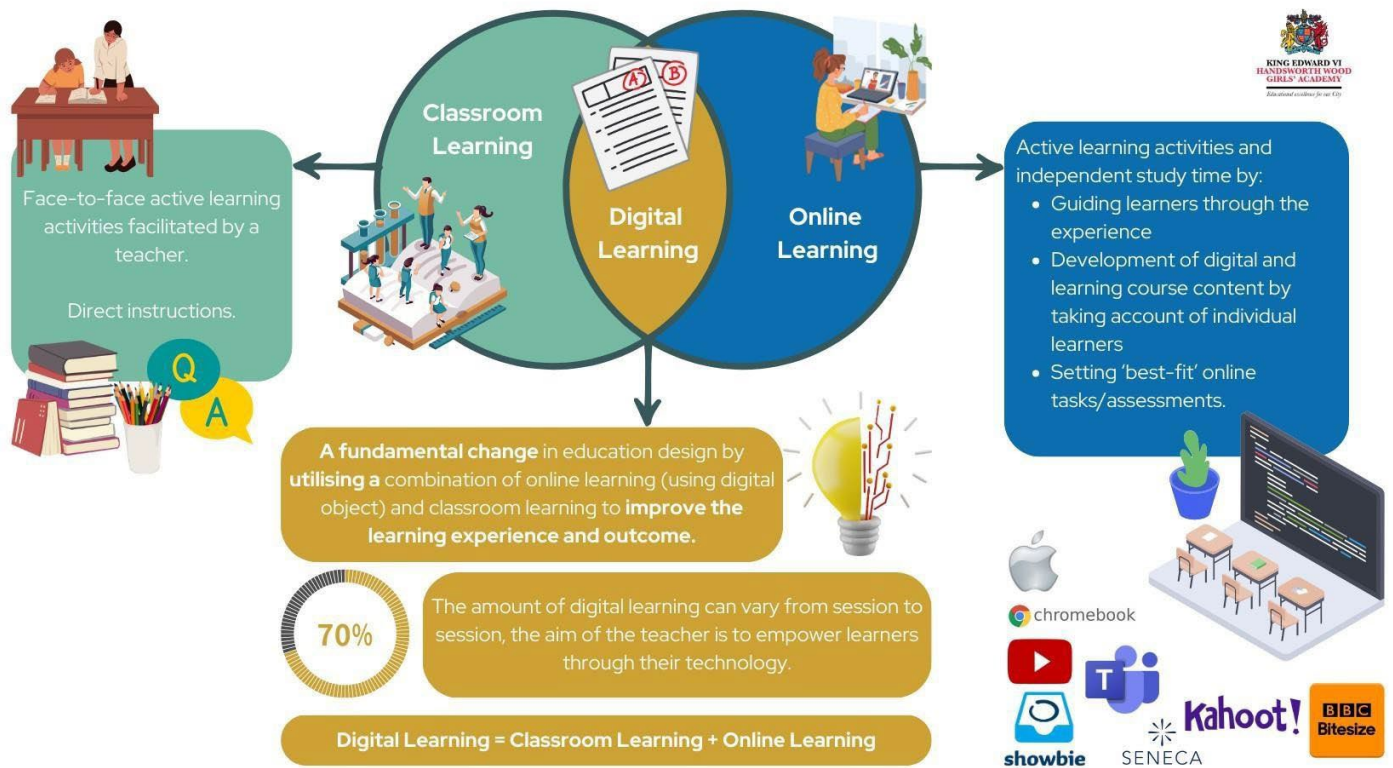 KING EDWARD VI
HANDSWORTH WOOD
GIRLS' ACADEMY
Educational excellence for our City
Classroom
Learning
A
B
Digital
Learning
Online
Learning
Face-to-face active learning
activities facilitated by a
teacher.
Direct instructions.
Q
A
Active learning activities and
independent study time by:
• Guiding learners through the
experience
• Development of digital and
learning course content by
taking account of individual
learners
• Setting ‘best-fit’ online
tasks/assessments.
A fundamental change in education design by
utilising a combination of online learning (using digital
object) and classroom learning to improve the
learning experience and outcome.
70%
The amount of digital learning can vary from session to
session, the aim of the teacher is to empower learners
through their technology.
Digital Learning = Classroom Learning + Online Learning
chromebook
T
showbie
SENECA
Kahoot!
BBC
Bitesize